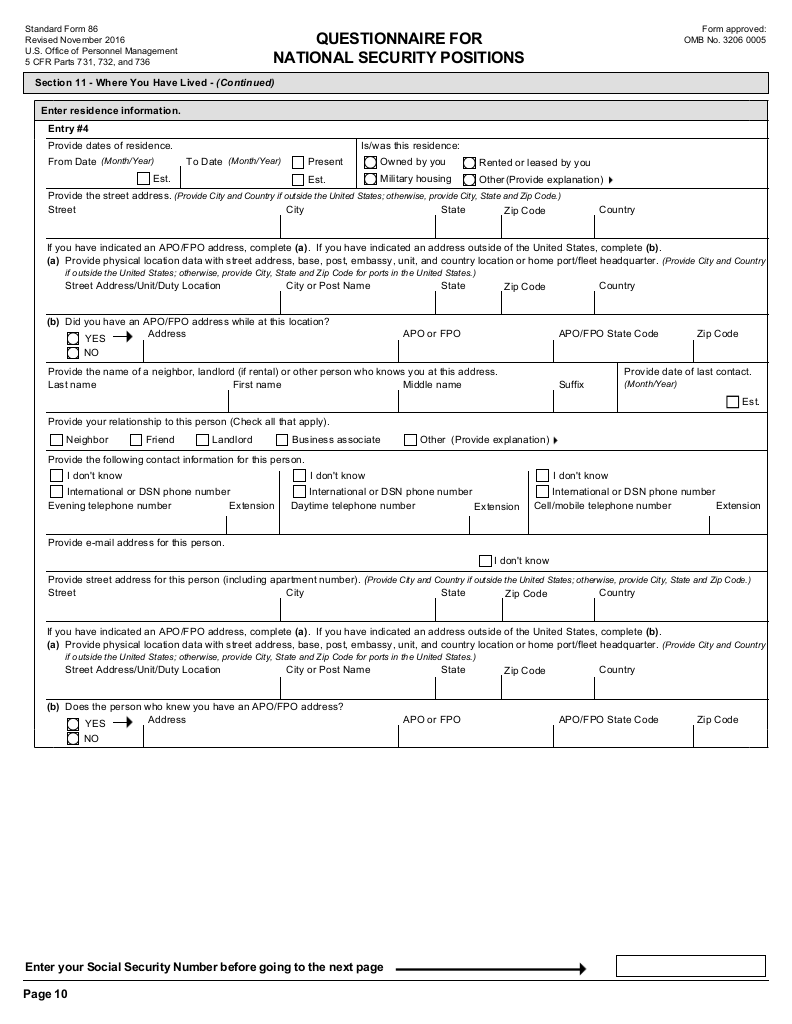 Standard Form 86
Revised November 2016
U.S. Office of Personnel Management
5 CFR Parts 731, 732, and 736
QUESTIONNAIRE FOR
NATIONAL SECURITY POSITIONS
Form approved:
OMB No. 3206 0005
Section 11 - Where You Have Lived - (Continued)
Enter residence information.
Entry #4
Provide dates of residence.
From Date (Month/Year) To Date (Month/Year) Present
Est. Est.
Is/was this residence:
Owned by you Rented or leased by you
Military housing Other (Provide explanation)
Provide the street address. (Provide City and Country if outside the United States; otherwise, provide City, State and Zip Code.)
Street City State Zip Code Country
If you have indicated an APO/FPO address, complete (a). If you have indicated an address outside of the United States, complete (b).
(a) Provide physical location data with street address, base, post, embassy, unit, and country location or home port/fleet headquarter. (Provide City and Country
if outside the United States; otherwise, provide City, State and Zip Code for ports in the United States.)
Street Address/Unit/Duty Location City or Post Name State Zip Code Country
(b) Did you have an APO/FPO address while at this location?
YES Address APO or FPO APO/FPO State Code Zip Code
NO
Provide the name of a neighbor, landlord (if rental) or other person who knows you at this address.
Last name First name Middle name Suffix
Provide date of last contact.
(Month/Year)
Est.
Provide your relationship to this person (Check all that apply).
Neighbor Friend Landlord Business associate Other (Provide explanation)
Provide the following contact information for this person.
I don't know I don't know I don't know
International or DSN phone number International or DSN phone number International or DSN phone number
Evening telephone number Extension Daytime telephone number Extension Cell/mobile telephone number Extension
Provide e-mail address for this person.
I don't know
Provide street address for this person (including apartment number). (Provide City and Country if outside the United States; otherwise, provide City, State and Zip Code.)
Street City State Zip Code Country
If you have indicated an APO/FPO address, complete (a). If you have indicated an address outside of the United States, complete (b).
(a) Provide physical location data with street address, base, post, embassy, unit, and country location or home port/fleet headquarter. (Provide City and Country
if outside the United States; otherwise, provide City, State and Zip Code for ports in the United States.)
Street Address/Unit/Duty Location City or Post Name State Zip Code Country
(b) Does the person who knew you have an APO/FPO address?
YES Address APO or FPO APO/FPO State Code Zip Code
NO
Enter your Social Security Number before going to the next page
Page 10